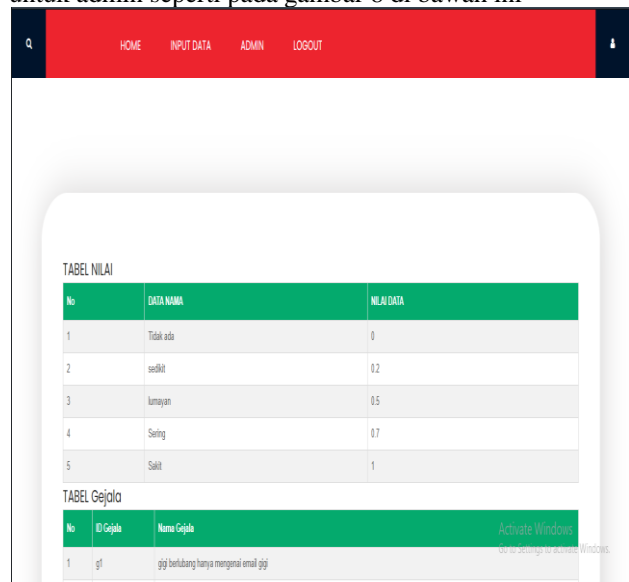 untuk admin seperti pada gambar 8 di bawah ini
HOME INPUT DATA ADMIN LOGOUT
TABEL NILAI
No DATA NAMA NILAI DATA
1 Tidak ada 0
2 sedikit 0.2
3 lumayan 0.5
4 Sering 0.7
5 Sakit 1
TABEL Gejala
No ID Gejala Nama Gejala
1 g1 gigi berlubang hanya mengenai email gigi
Activate Windows
Go to Settings to activate Windows.